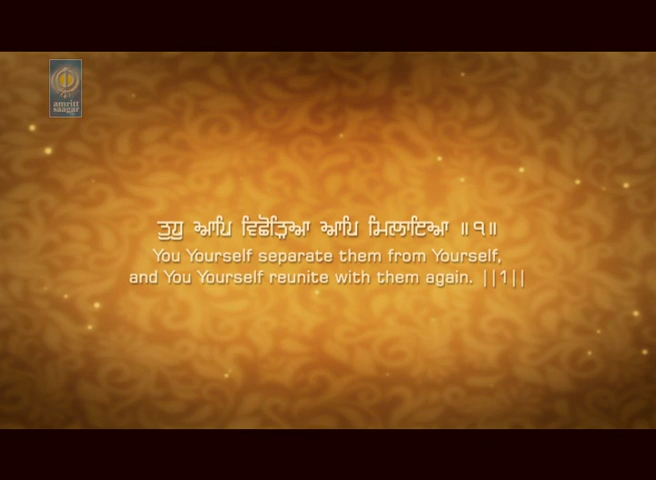 amritt
saagar
ਤੁਧੁ ਆਪਿ ਵਿਛੋੜਿਆ ਆਪਿ ਮਿਲਾਇਆ ॥੧॥
You Yourself separate them from Yourself,
and You Yourself reunite with them again. ||1||